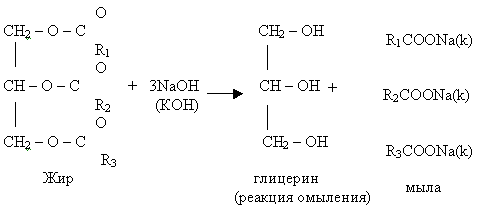 O
CH₂ – O – C    CH₂ – OH    R₁COONa(k)
R₁
O
CH – O – C + 3NaOH (KOH) → CH – OH + R₂COONa(k)
R₂
O
CH₂ – O – C    CH₂ – OH    R₃COONa(k)
R₃
Жир    глицерин    мыла
(реакция омыления)